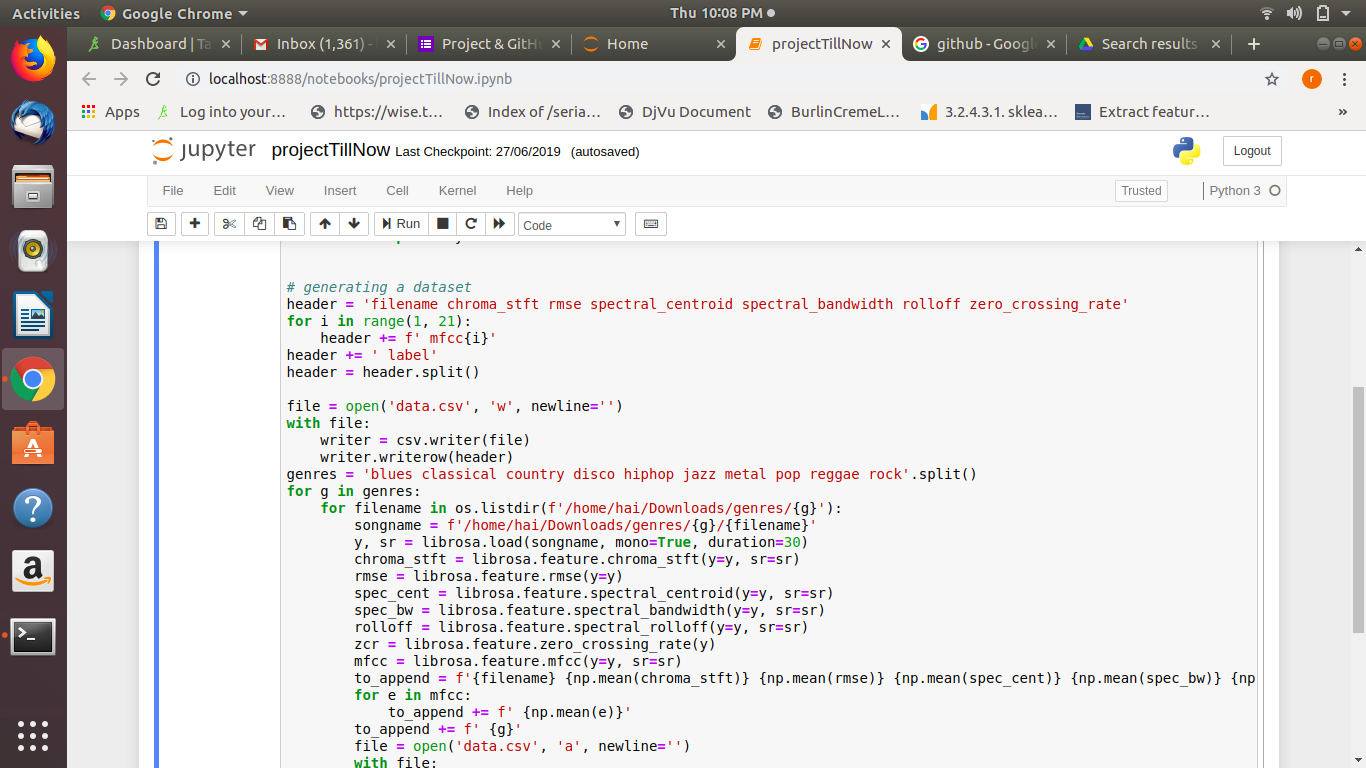 Activities
Google Chrome
Thu 10:08 PM
Dashboard | Ta
Inbox (1,361) -
Project & GitHu
Home
projectTillNow
github - Google
Search results
localhost:8888/notebooks/projectTillNow.ipynb
r
Apps
Log into your…
https://wise.t…
Index of /seria…
DjVu Document
BurlinCremeL…
3.2.4.3.1. sklea…
Extract featur…
»
jupyter
projectTillNow Last Checkpoint: 27/06/2019 (autosaved)
Logout
File Edit View Insert Cell Kernel Help
Trusted
Python 3
Run
Code
# generating a dataset
header = 'filename chroma_stft rmse spectral_centroid spectral_bandwidth rolloff zero_crossing_rate'
for i in range(1, 21):
    header += f' mfcc{i}'
header += ' label'
header = header.split()
file = open('data.csv', 'w', newline='')
with file:
    writer = csv.writer(file)
    writer.writerow(header)
genres = 'blues classical country disco hiphop jazz metal pop reggae rock'.split()
for g in genres:
    for filename in os.listdir(f'/home/hai/Downloads/genres/{g}'):
        songname = f'/home/hai/Downloads/genres/{g}/{filename}'
        y, sr = librosa.load(songname, mono=True, duration=30)
        chroma_stft = librosa.feature.chroma_stft(y=y, sr=sr)
        rmse = librosa.feature.rmse(y=y)
        spec_cent = librosa.feature.spectral_centroid(y=y, sr=sr)
        spec_bw = librosa.feature.spectral_bandwidth(y=y, sr=sr)
        rolloff = librosa.feature.spectral_rolloff(y=y, sr=sr)
        zcr = librosa.feature.zero_crossing_rate(y)
        mfcc = librosa.feature.mfcc(y=y, sr=sr)
        to_append = f'{filename} {np.mean(chroma_stft)} {np.mean(rmse)} {np.mean(spec_cent)} {np.mean(spec_bw)} {np
        for e in mfcc:
            to_append += f' {np.mean(e)}'
        to_append += f' {g}'
        file = open('data.csv', 'a', newline='')
        with file: